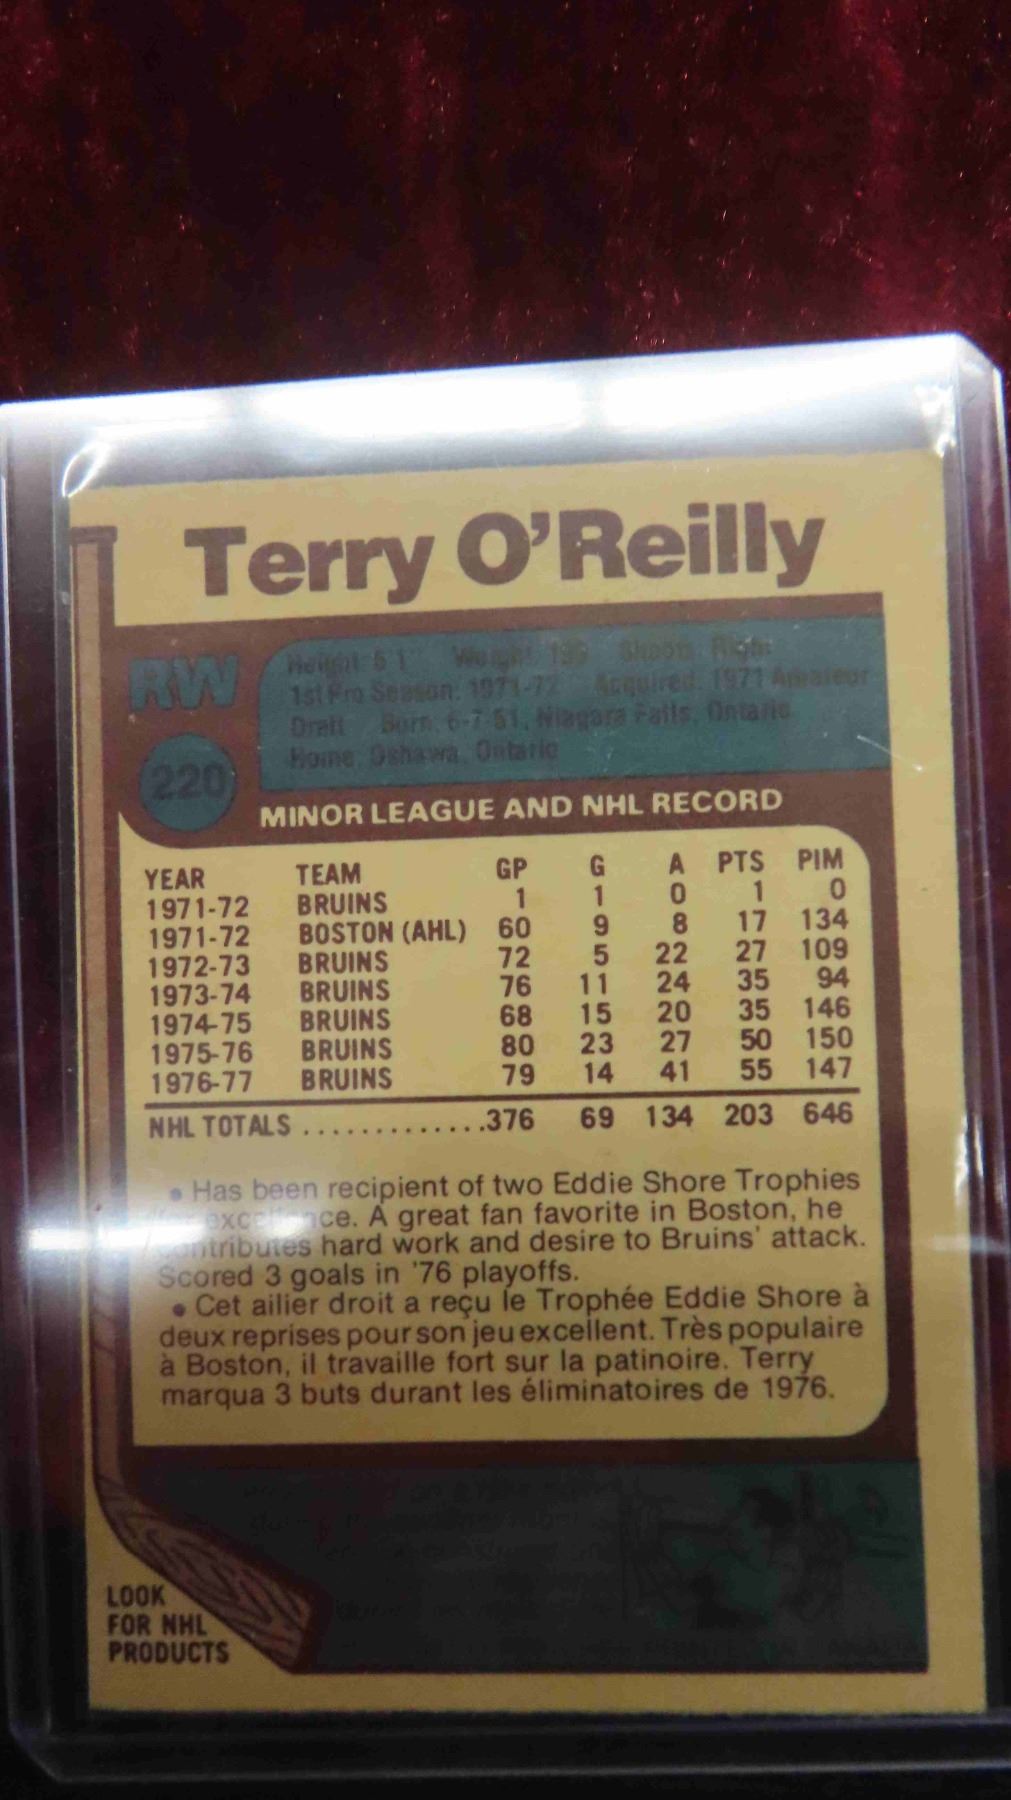 Terry O'Reilly
RW
Height: 6'1" Weight: 199 Shoots: Right
1st Pro Season: 1971-72 Acquired: 1971 Amateur
Draft Born: 6-7-51, Niagara Falls, Ontario
Home: Oshawa, Ontario
220
MINOR LEAGUE AND NHL RECORD
YEAR TEAM GP G A PTS PIM
1971-72 BRUINS 1 1 0 1 0
1971-72 BOSTON (AHL) 60 9 8 17 134
1972-73 BRUINS 72 5 22 27 109
1973-74 BRUINS 76 11 24 35 94
1974-75 BRUINS 68 15 20 35 146
1975-76 BRUINS 80 23 27 50 150
1976-77 BRUINS 79 14 41 55 147
NHL TOTALS .............376 69 134 203 646
• Has been recipient of two Eddie Shore Trophies
for excellence. A great fan favorite in Boston, he
contributes hard work and desire to Bruins' attack.
Scored 3 goals in '76 playoffs.
• Cet ailier droit a reçu le Trophée Eddie Shore à
deux reprises pour son jeu excellent. Très populaire
à Boston, il travaille fort sur la patinoire. Terry
marqua 3 buts durant les éliminatoires de 1976.
LOOK
FOR NHL
PRODUCTS